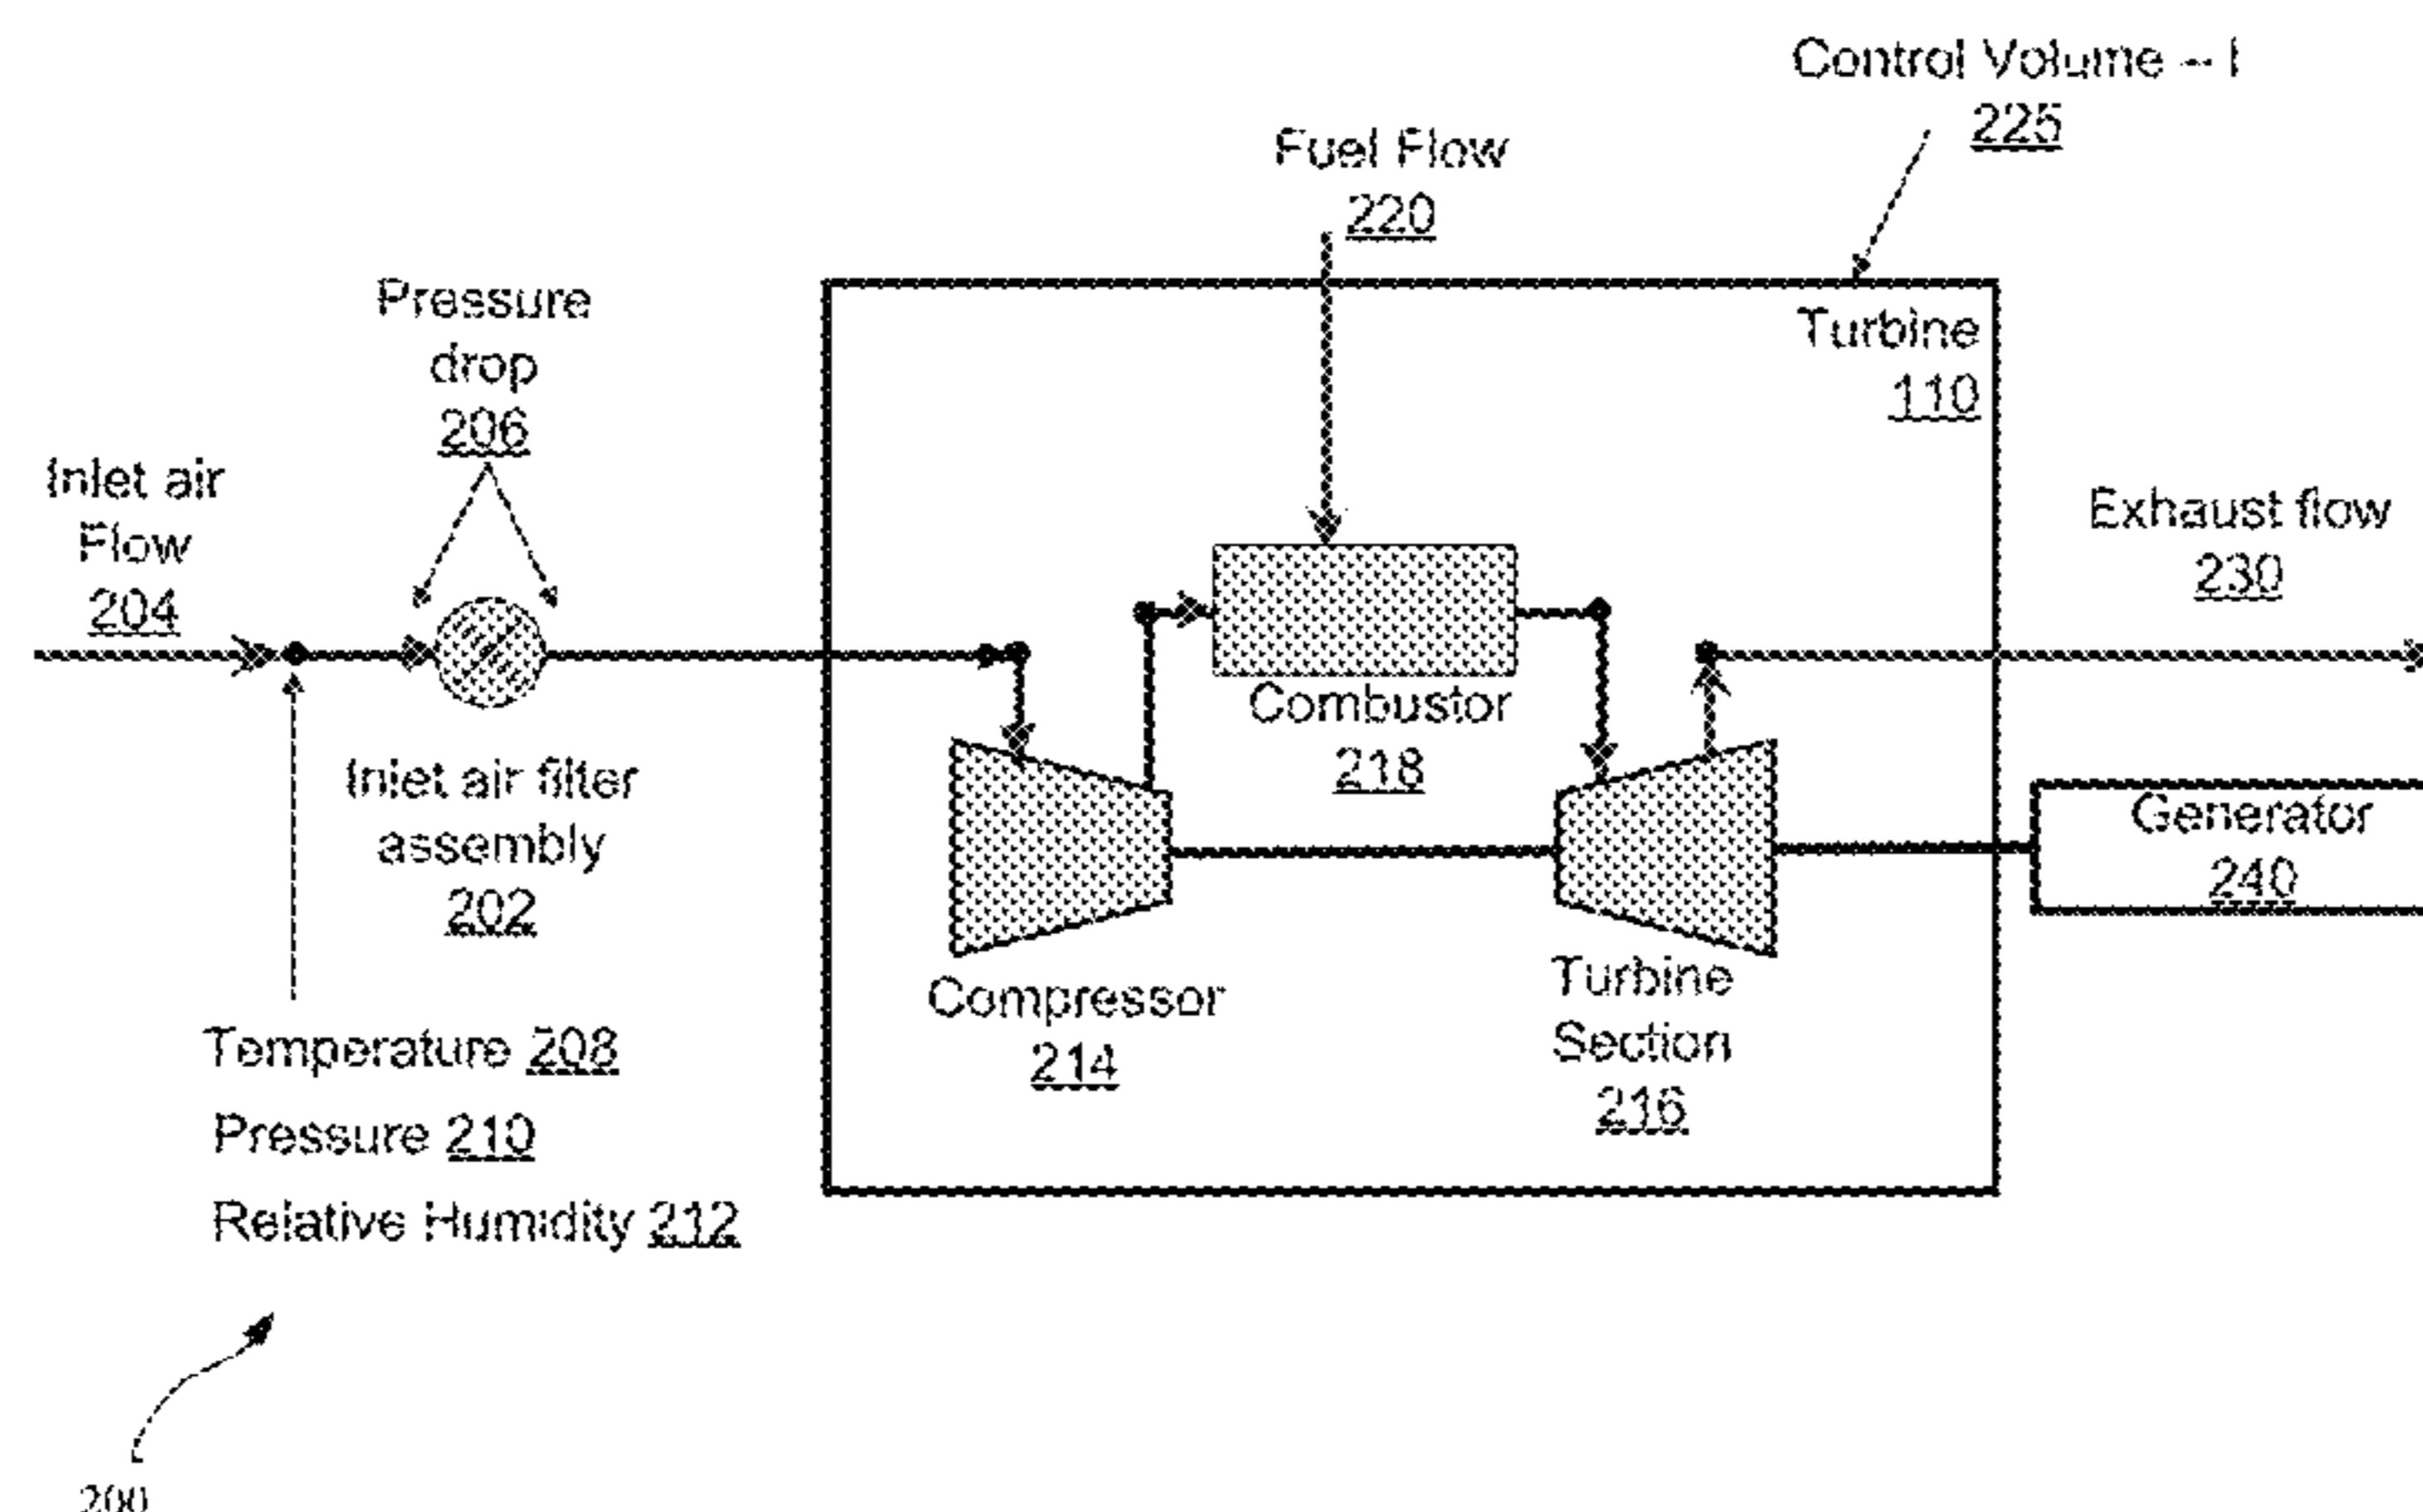 Control Volume – I
225
Fuel Flow
220
Pressure
drop
206
Turbine
110
Inlet air
Flow
204
Exhaust flow
230
Combustor
218
Inlet air filter
assembly
202
Generator
240
Compressor
214
Turbine
Section
216
Temperature 208
Pressure 210
Relative Humidity 212
200